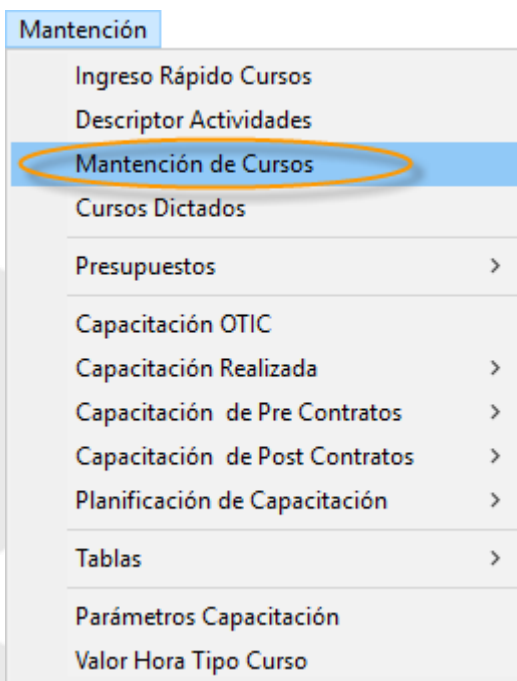 Mantención
Ingreso Rápido Cursos
Descriptor Actividades
Mantención de Cursos
Cursos Dictados
Presupuestos
Capacitación OTIC
Capacitación Realizada
Capacitación  de Pre Contratos
Capacitación  de Post Contratos
Planificación de Capacitación
Tablas
Parámetros Capacitación
Valor Hora Tipo Curso